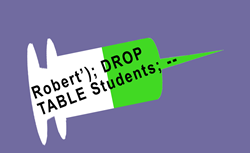 Robert'); DROP
TABLE Students; --